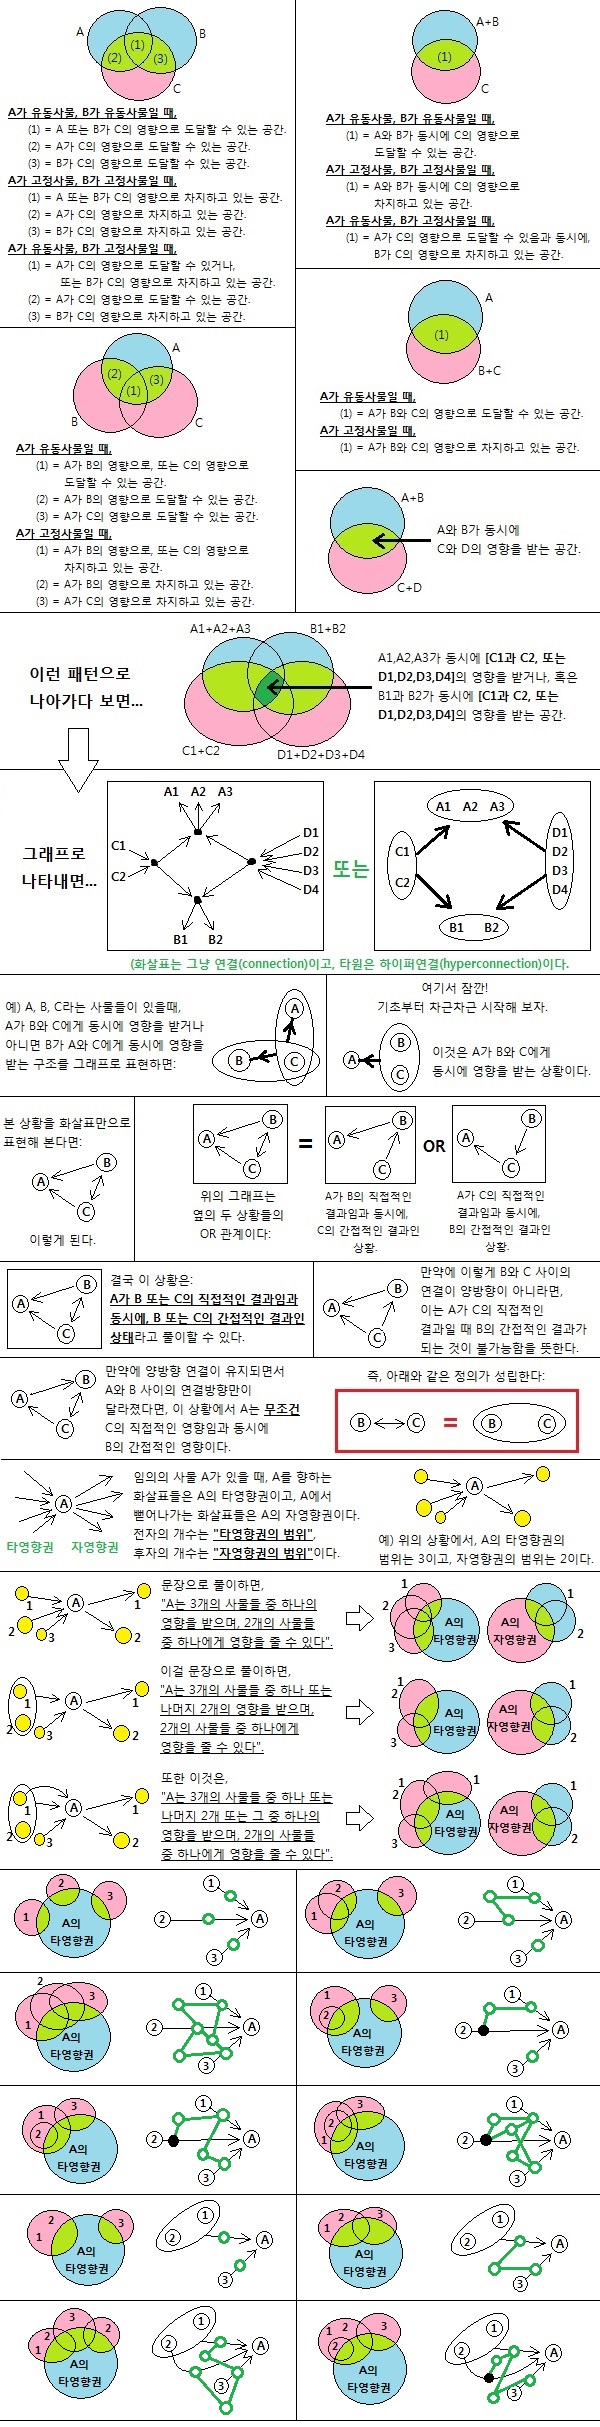 A
B
(1)
(2)
(3)
C
A가 유동사물, B가 유동사물일 때,
(1) = A 또는 B가 C의 영향으로 도달할 수 있는 공간.
(2) = A가 C의 영향으로 도달할 수 있는 공간.
(3) = B가 C의 영향으로 도달할 수 있는 공간.
A가 고정사물, B가 고정사물일 때,
(1) = A 또는 B가 C의 영향으로 차지하고 있는 공간.
(2) = A가 C의 영향으로 차지하고 있는 공간.
(3) = B가 C의 영향으로 차지하고 있는 공간.
A가 유동사물, B가 고정사물일 때,
(1) = A가 C의 영향으로 도달할 수 있거나,
또는 B가 C의 영향으로 차지하고 있는 공간.
(2) = A가 C의 영향으로 도달할 수 있는 공간.
(3) = B가 C의 영향으로 차지하고 있는 공간.
A+B
(1)
C
A가 유동사물, B가 유동사물일 때,
(1) = A와 B가 동시에 C의 영향으로
도달할 수 있는 공간.
A가 고정사물, B가 고정사물일 때,
(1) = A와 B가 동시에 C의 영향으로
차지하고 있는 공간.
A가 유동사물, B가 고정사물일 때,
(1) = A가 C의 영향으로 도달할 수 있음과 동시에,
B가 C의 영향으로 차지하고 있는 공간.
A
(2)
(3)
(1)
B
C
A가 유동사물일 때,
(1) = A가 B의 영향으로, 또는 C의 영향으로
도달할 수 있는 공간.
(2) = A가 B의 영향으로 도달할 수 있는 공간.
(3) = A가 C의 영향으로 도달할 수 있는 공간.
A가 고정사물일 때,
(1) = A가 B의 영향으로, 또는 C의 영향으로
차지하고 있는 공간.
(2) = A가 B의 영향으로 차지하고 있는 공간.
(3) = A가 C의 영향으로 차지하고 있는 공간.
A
(1)
B+C
A가 유동사물일 때,
(1) = A가 B와 C의 영향으로 도달할 수 있는 공간.
A가 고정사물일 때,
(1) = A가 B와 C의 영향으로 차지하고 있는 공간.
A+B
A와 B가 동시에
C와 D의 영향을 받는 공간.
C+D
이런 패턴으로
나아가다 보면...
A1+A2+A3
B1+B2
C1+C2
D1+D2+D3+D4
A1,A2,A3가 동시에 [C1과 C2, 또는
D1,D2,D3,D4]의 영향을 받거나, 혹은
B1과 B2가 동시에 [C1과 C2, 또는
D1,D2,D3,D4]의 영향을 받는 공간.
그래프로
나타내면...
A1 A2 A3
C1
C2
D1
D2
D3
D4
B1 B2
또는
A1 A2 A3
C1
C2
D1
D2
D3
D4
B1 B2
(화살표는 그냥 연결(connection)이고, 타원은 하이퍼연결(hyperconnection)이다.
예) A, B, C라는 사물들이 있을때,
A가 B와 C에게 동시에 영향을 받거나
아니면 B가 A와 C에게 동시에 영향을
받는 구조를 그래프로 표현하면:
A
B
C
여기서 잠깐!
기초부터 차근차근 시작해 보자.
A
B
C
이것은 A가 B와 C에게
동시에 영향을 받는 상황이다.
본 상황을 화살표만으로
표현해 본다면:
A
B
C
이렇게 된다.
A
B
C
=
A
B
C
OR
A
B
C
위의 그래프는
옆의 두 상황들의
OR 관계이다:
A가 B의 직접적인
결과임과 동시에,
C의 간접적인 결과인
상황.
A가 C의 직접적인
결과임과 동시에,
B의 간접적인 결과인
상황.
A
B
C
결국 이 상황은:
A가 B 또는 C의 직접적인 결과임과
동시에, B 또는 C의 간접적인 결과인
상태라고 풀이할 수 있다.
A
B
C
만약에 이렇게 B와 C 사이의
연결이 양방향이 아니라면,
이는 A가 C의 직접적인
결과일 때 B의 간접적인 결과가
되는 것이 불가능함을 뜻한다.
A
B
C
만약에 양방향 연결이 유지되면서
A와 B 사이의 연결방향만이
달라졌다면, 이 상황에서 A는 무조건
C의 직접적인 영향임과 동시에
B의 간접적인 영향이다.
즉, 아래와 같은 정의가 성립한다:
B
C
=
B
C
A
타영향권
자영향권
임의의 사물 A가 있을 때, A를 향하는
화살표들은 A의 타영향권이고, A에서
뻗어나가는 화살표들은 A의 자영향권이다.
전자의 개수는 "타영향권의 범위",
후자의 개수는 "자영향권의 범위"이다.
A
예) 위의 상황에서, A의 타영향권의
범위는 3이고, 자영향권의 범위는 2이다.
1
2
3
A
1
2
문장으로 풀이하면,
"A는 3개의 사물들 중 하나의
영향을 받으며, 2개의 사물들
중 하나에게 영향을 줄 수 있다".
1
2
3
A의
타영향권
A의
자영향권
1
2
1
2
3
A
1
2
이걸 문장으로 풀이하면,
"A는 3개의 사물들 중 하나 또는
나머지 2개의 영향을 받으며,
2개의 사물들 중 하나에게
영향을 줄 수 있다".
1
2
3
A의
타영향권
A의
자영향권
1
2
1
2
3
A
1
2
또한 이것은,
"A는 3개의 사물들 중 하나 또는
나머지 2개 또는 그 중 하나의
영향을 받으며, 2개의 사물들
중 하나에게 영향을 줄 수 있다".
1
2
1
3
A의
타영향권
A의
자영향권
1
2
1
2
3
A의
타영향권
1
2
3
A
1
2
3
A의
타영향권
1
2
3
A
1
2
3
A의
타영향권
1
2
3
A
1
2
3
A의
타영향권
1
2
3
A
1
2
3
A의
타영향권
1
2
3
A
1
2
3
A의
타영향권
1
2
3
A
1
2
3
A의
타영향권
1
2
3
A
1
2
3
A의
타영향권
1
2
3
A
1
2
3
2
A의
타영향권
1
2
3
A
1
2
2
3
A의
타영향권
1
2
3
A